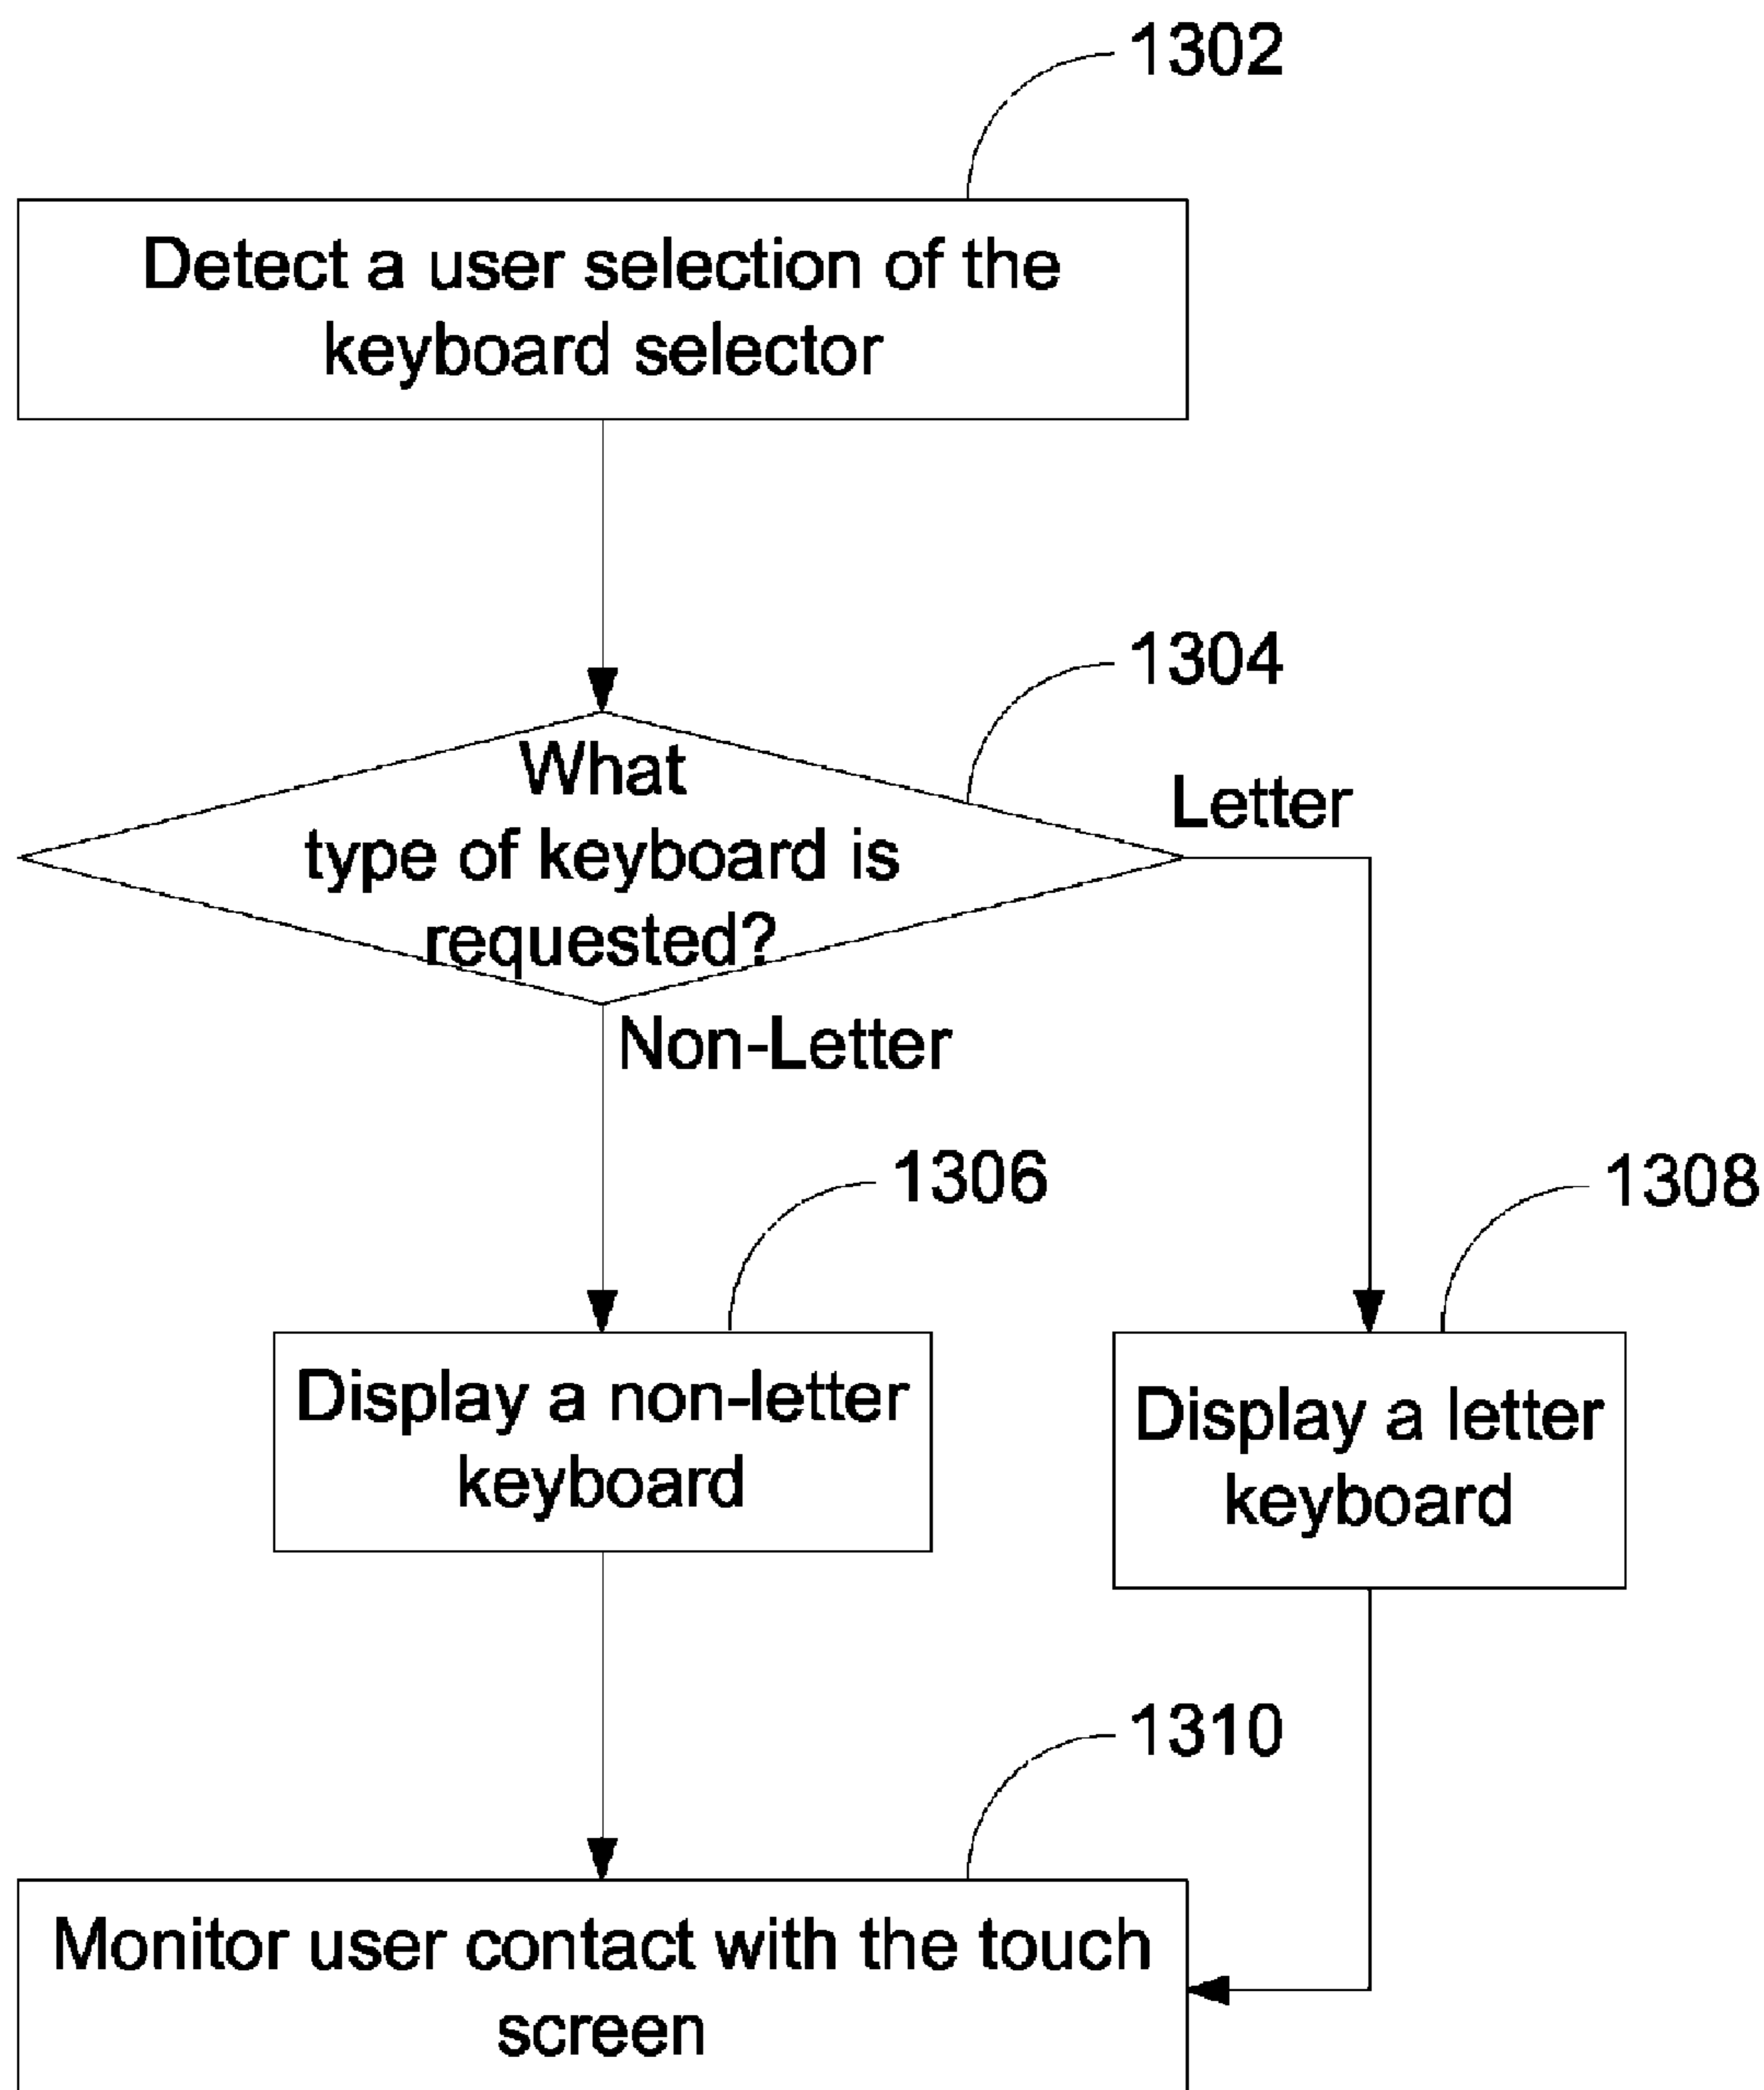 1302
Detect a user selection of the
keyboard selector
1304
What
type of keyboard is
requested?
Letter
Non-Letter
1306
1308
Display a non-letter
keyboard
Display a letter
keyboard
1310
Monitor user contact with the touch
screen